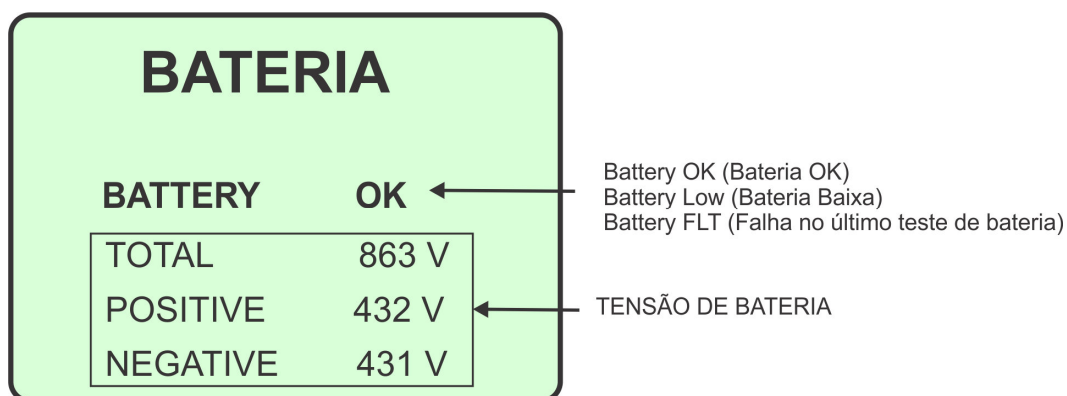 BATERIA
BATTERY OK
TOTAL 863 V
POSITIVE 432 V
NEGATIVE 431 V
Battery OK (Bateria OK)
Battery Low (Bateria Baixa)
Battery FLT (Falha no último teste de bateria)
TENSÃO DE BATERIA